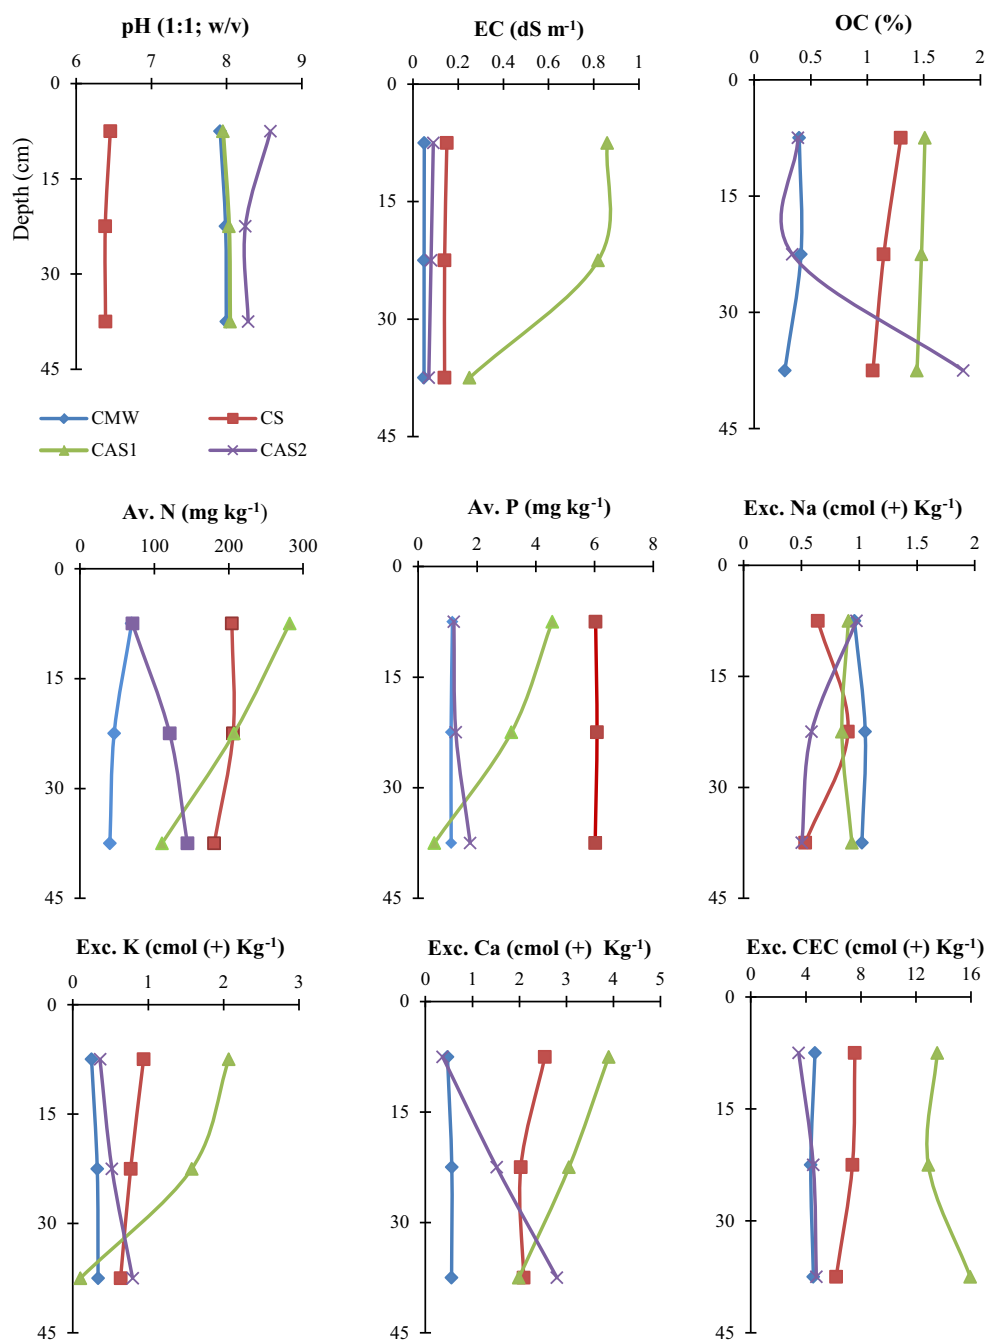 pH (1:1; w/v)
6 7 8 9
0
15
30
45
Depth (cm)
EC (dS m-1)
0 0.2 0.4 0.6 0.8 1
0
15
30
45
OC (%)
0 0.5 1 1.5 2
0
15
30
45
CMW CS
CAS1 CAS2
Av. N (mg kg-1)
0 100 200 300
0
15
30
45
Av. P (mg kg-1)
0 2 4 6 8
0
15
30
45
Exc. Na (cmol (+) Kg-1)
0 0.5 1 1.5 2
0
15
30
45
Exc. K (cmol (+) Kg-1)
0 1 2 3
0
15
30
45
Exc. Ca (cmol (+) Kg-1)
0 1 2 3 4 5
0
15
30
45
Exc. CEC (cmol (+) Kg-1)
0 4 8 12 16
0
15
30
45